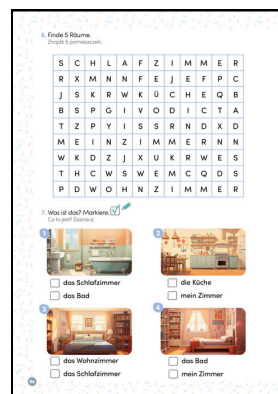 6. Finde 5 Räume.
Znajdź 5 pomieszczeń.
S C H L A F Z I M M E R
R X M N N F E J E F P C
J S K R W K Ü C H E Q B
B S P G I V O D I C T A
T Z P Y I S S R N D X D
M E I N Z I M M E R N N
W K D Z J X U K R W E S
T H C W S W E M C Q D S
P D W O H N Z I M M E R
7. Was ist das? Markiere.
Co to jest? Zaznacz.
1
2
das Schlafzimmer
das Bad
die Küche
mein Zimmer
3
4
das Wohnzimmer
das Schlafzimmer
das Bad
mein Zimmer